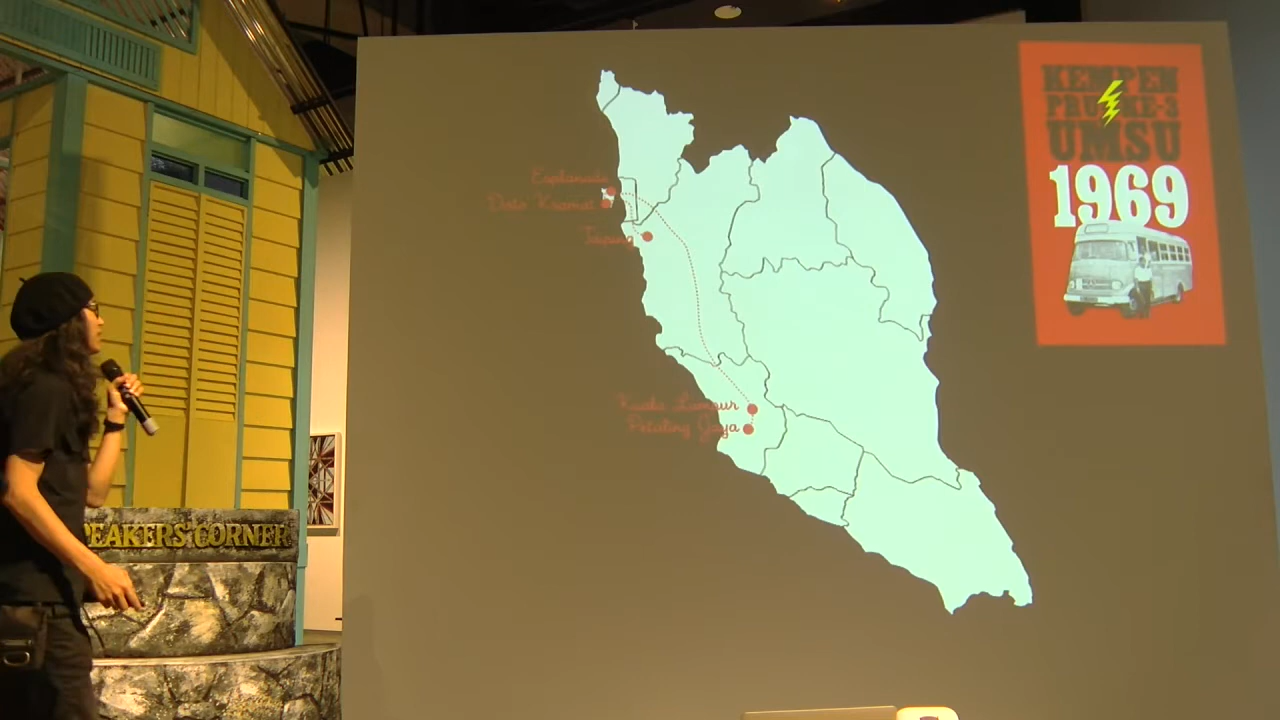 KEMPEN
PRU KE-3
UMSU
1969
Esplanade
Dato' Kramat
Taiping
Kuala Lumpur
Petaling Jaya
PEAKERS' CORNER